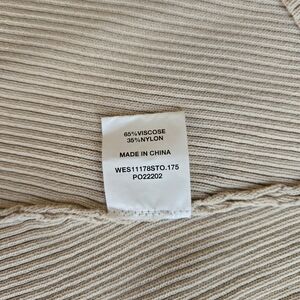 65%VISCOSE
35%NYLON
MADE IN CHINA
WES11178STO.175
PO22202